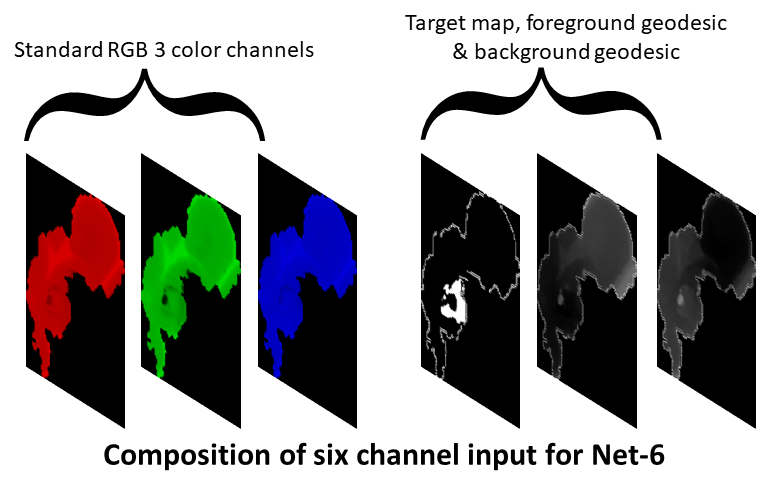 Standard RGB 3 color channels
Target map, foreground geodesic
& background geodesic
Composition of six channel input for Net-6